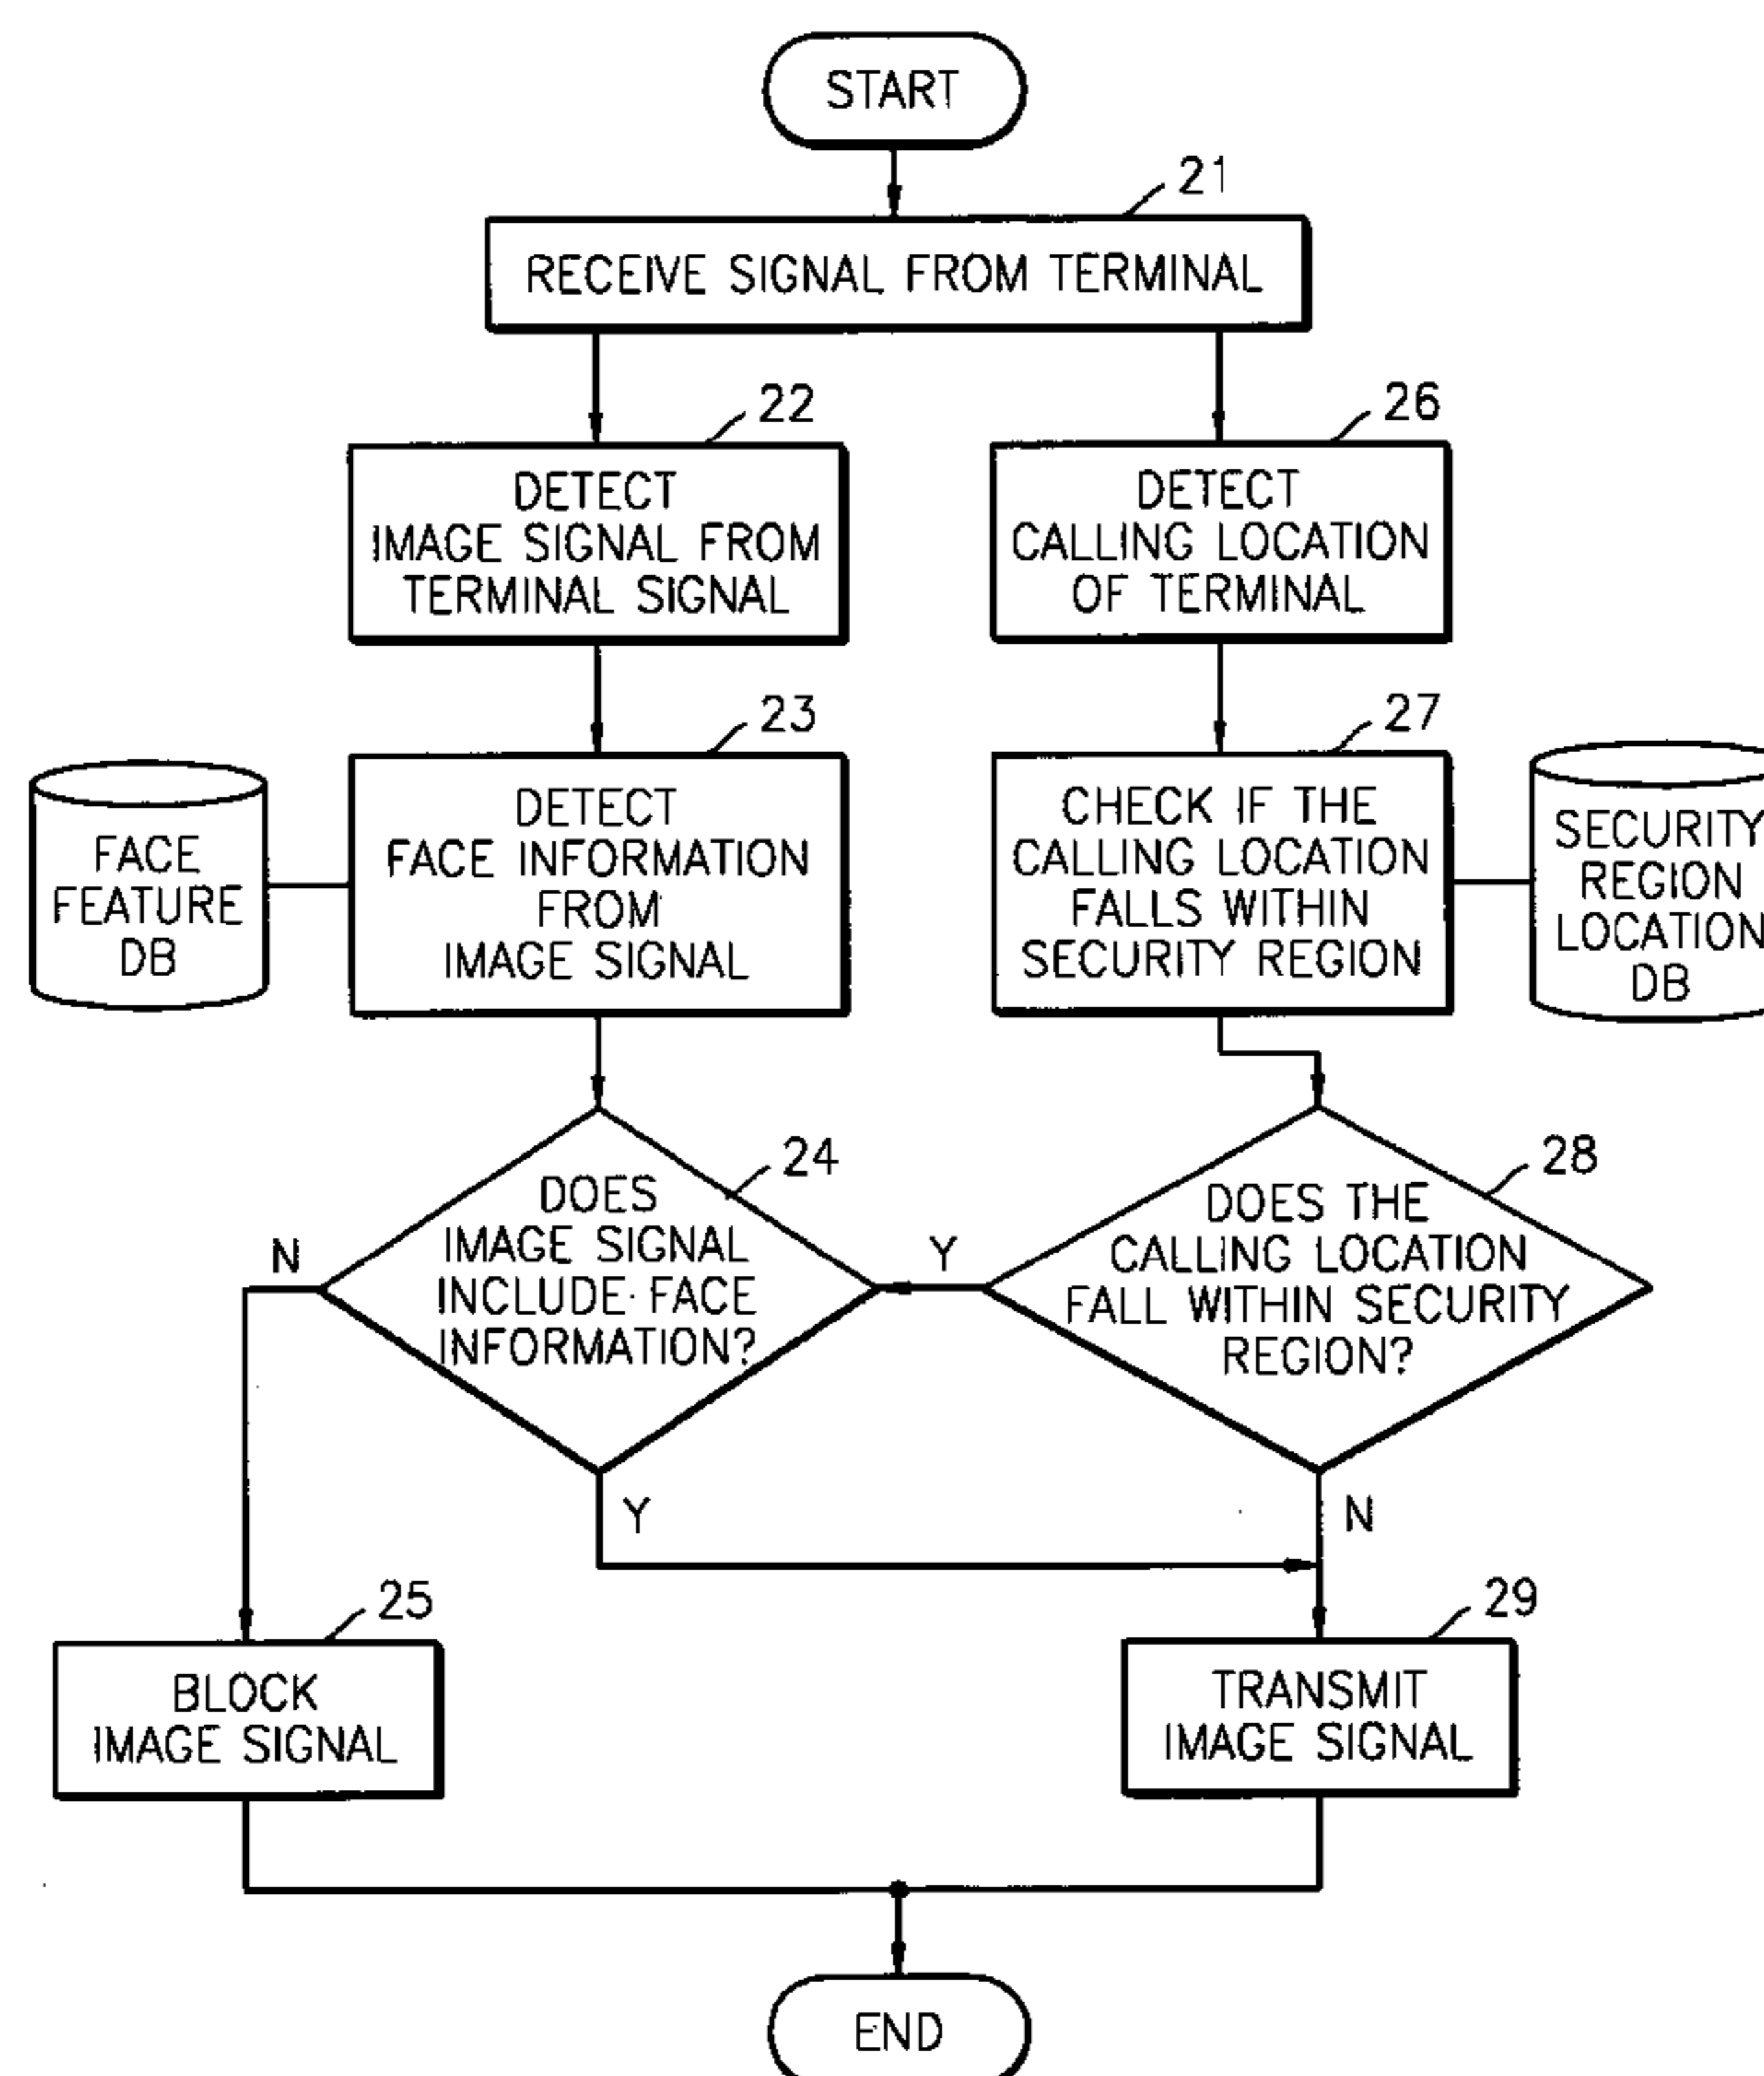 START
21
RECEIVE SIGNAL FROM TERMINAL
22
DETECT
IMAGE SIGNAL FROM
TERMINAL SIGNAL
26
DETECT
CALLING LOCATION
OF TERMINAL
FACE
FEATURE
DB
23
DETECT
FACE INFORMATION
FROM
IMAGE SIGNAL
27
CHECK IF THE
CALLING LOCATION
FALLS WITHIN
SECURITY REGION
SECURITY
REGION
LOCATION
DB
24
DOES
IMAGE SIGNAL
INCLUDE FACE
INFORMATION?
N
Y
Y
28
DOES THE
CALLING LOCATION
FALL WITHIN SECURITY
REGION?
N
25
BLOCK
IMAGE SIGNAL
29
TRANSMIT
IMAGE SIGNAL
END